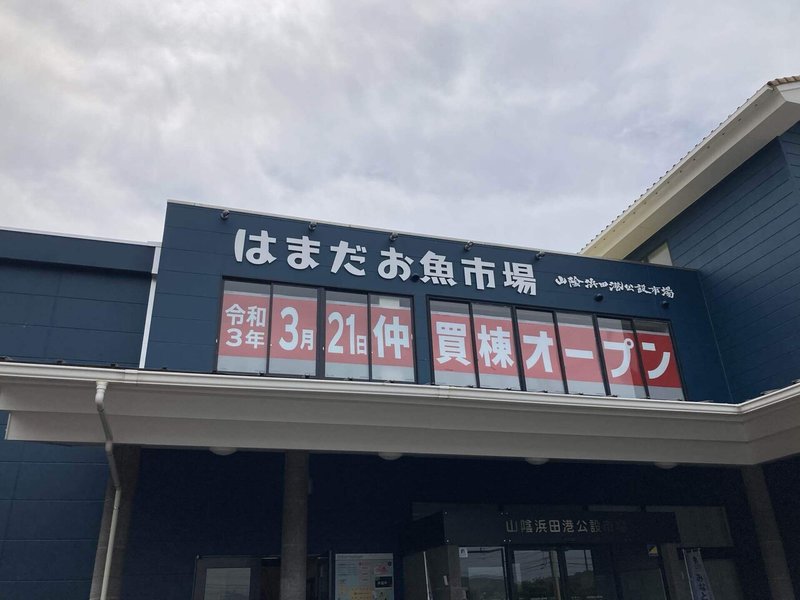 はまだお魚市場
山陰浜田港公設市場
令和
3年
3月21日仲買棟オープン
山陰浜田港公設市場